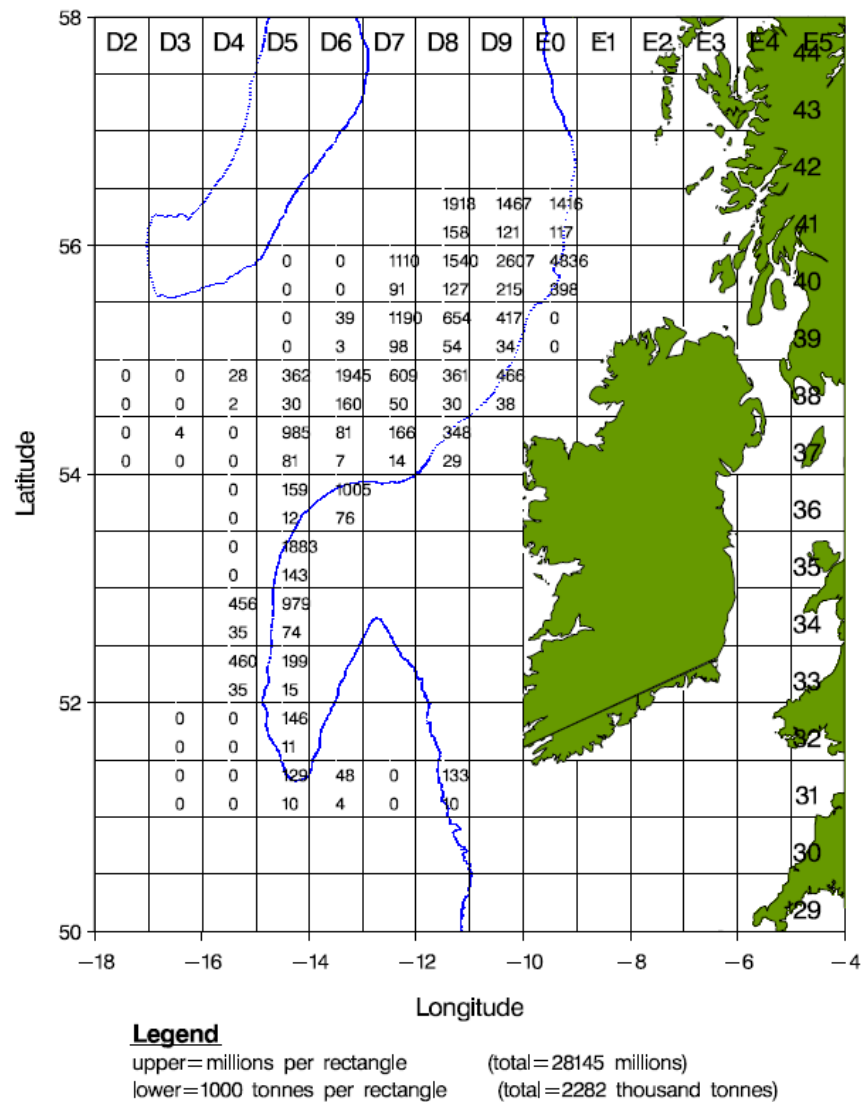 58 D2 D3 D4 D5 D6 D7 D8 D9 E0 E1 E2 E3 E4 E5
44
43
42
1918 1467 1416
158 121 117 41
56
0 0 1110 1540 2607 4836
0 0 91 127 215 398 40
0 39 1190 654 417 0
0 3 98 54 34 0 39
0 0 28 362 1945 609 361 466
0 0 2 30 160 50 30 38 38
0 4 0 985 81 166 348
0 0 0 81 7 14 29 37
54
0 159 1005
0 12 76 36
0 1883
0 143 35
456 979
35 74 34
460 199
35 15 33
52
0 0 146
0 0 11 32
0 0 129 48 0 133
0 0 10 4 0 10 31
30
29
50
Latitude
−18 −16 −14 −12 −10 −8 −6 −4
Longitude
Legend
upper=millions per rectangle (total=28145 millions)
lower=1000 tonnes per rectangle (total=2282 thousand tonnes)